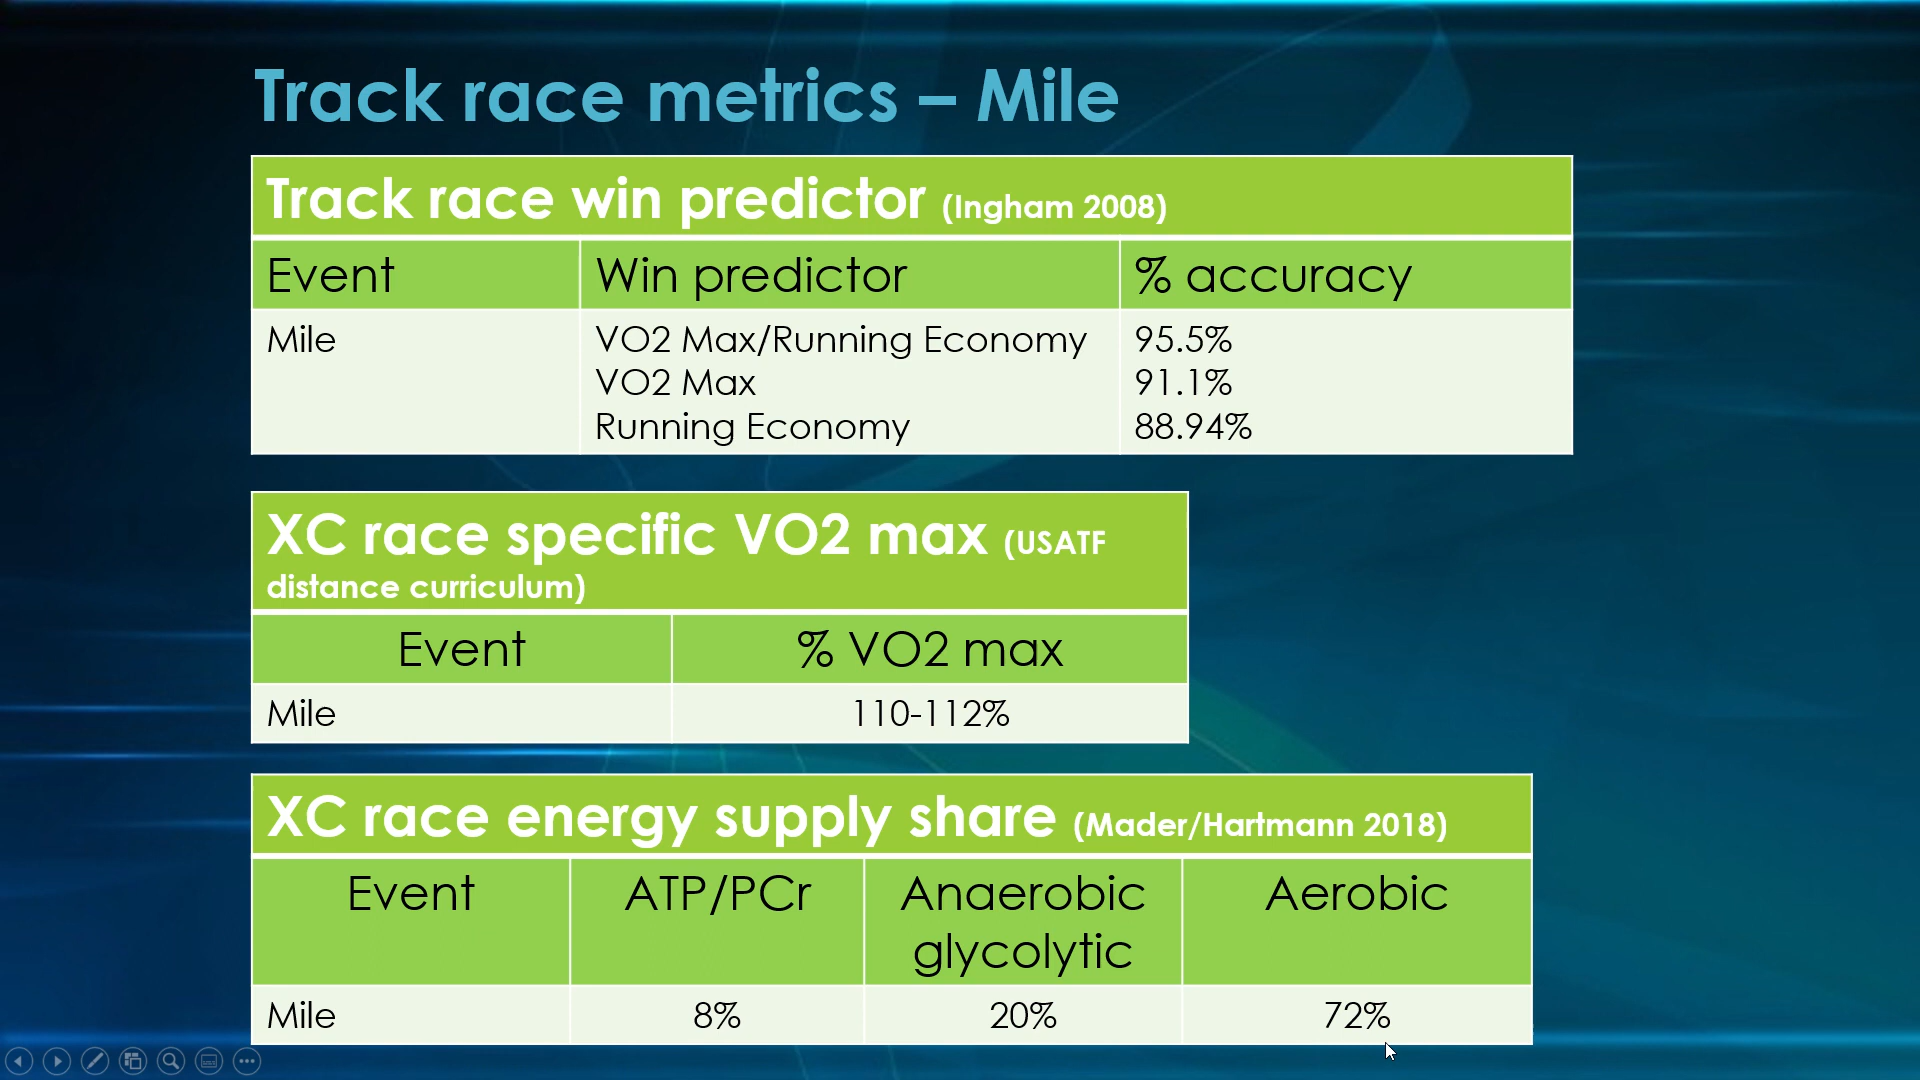 Track race metrics – Mile
Track race win predictor (Ingham 2008)
Event Win predictor % accuracy
Mile VO2 Max/Running Economy 95.5%
VO2 Max 91.1%
Running Economy 88.94%
XC race specific VO2 max (USATF
distance curriculum)
Event % VO2 max
Mile 110-112%
XC race energy supply share (Mader/Hartmann 2018)
Event ATP/PCr Anaerobic Aerobic
glycolytic
Mile 8% 20% 72%